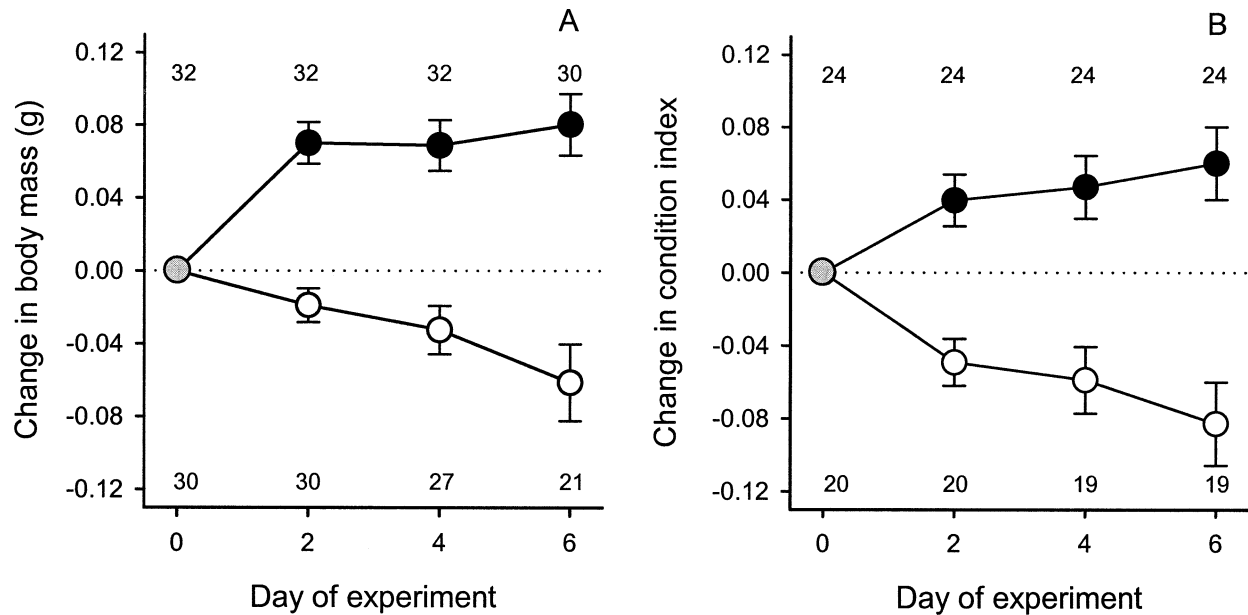 A
Change in body mass (g)
0.12
0.08
0.04
0.00
-0.04
-0.08
-0.12
32 32 32 30
30 30 27 21
0 2 4 6
Day of experiment
B
Change in condition index
0.12
0.08
0.04
0.00
-0.04
-0.08
-0.12
24 24 24 24
20 20 19 19
0 2 4 6
Day of experiment